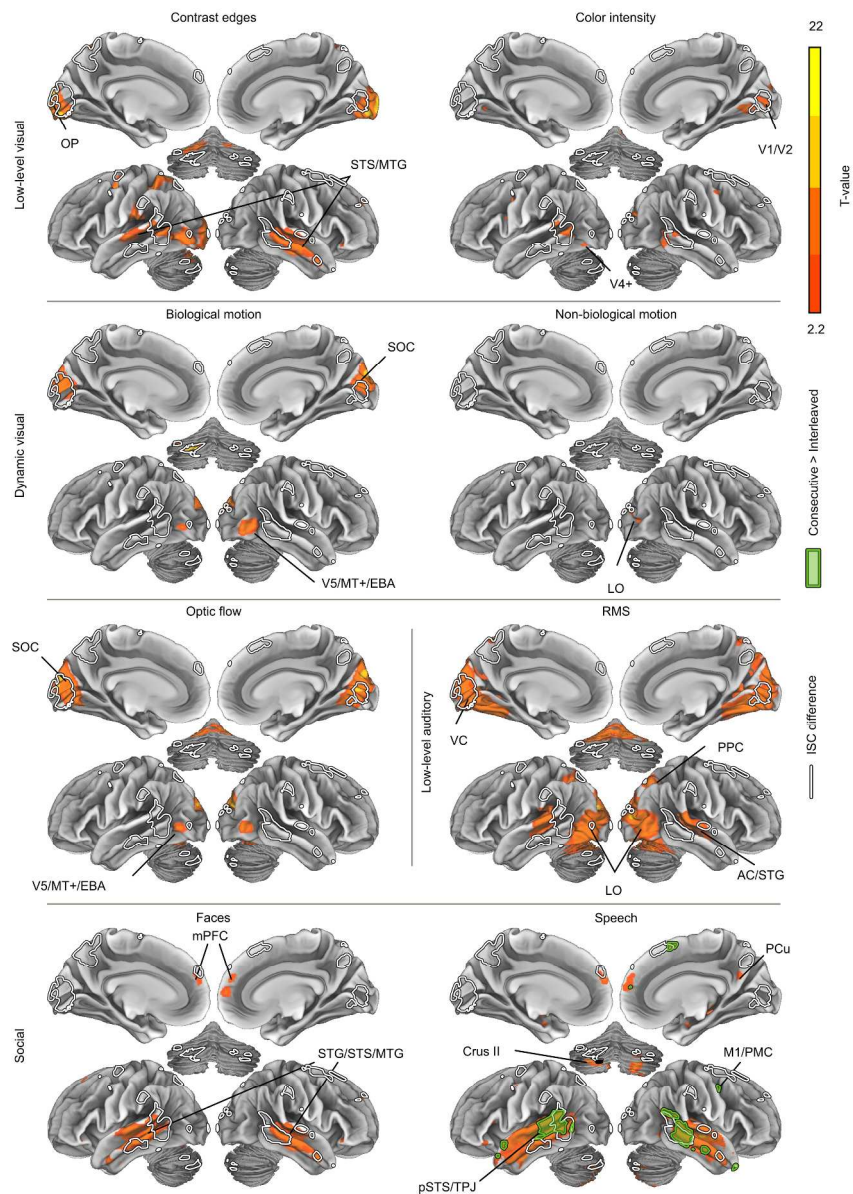 Contrast edges
Color intensity
22
Low-level visual
OP
STS/MTG
V1/V2
V4+
T-value
2.2
Biological motion
Non-biological motion
Dynamic visual
SOC
V5/MT+/EBA
LO
Consecutive > Interleaved
Optic flow
RMS
SOC
V5/MT+/EBA
Low-level auditory
VC
PPC
LO
AC/STG
ISC difference
Faces
Speech
Social
mPFC
STG/STS/MTG
PCu
Crus II
M1/PMC
pSTS/TPJ